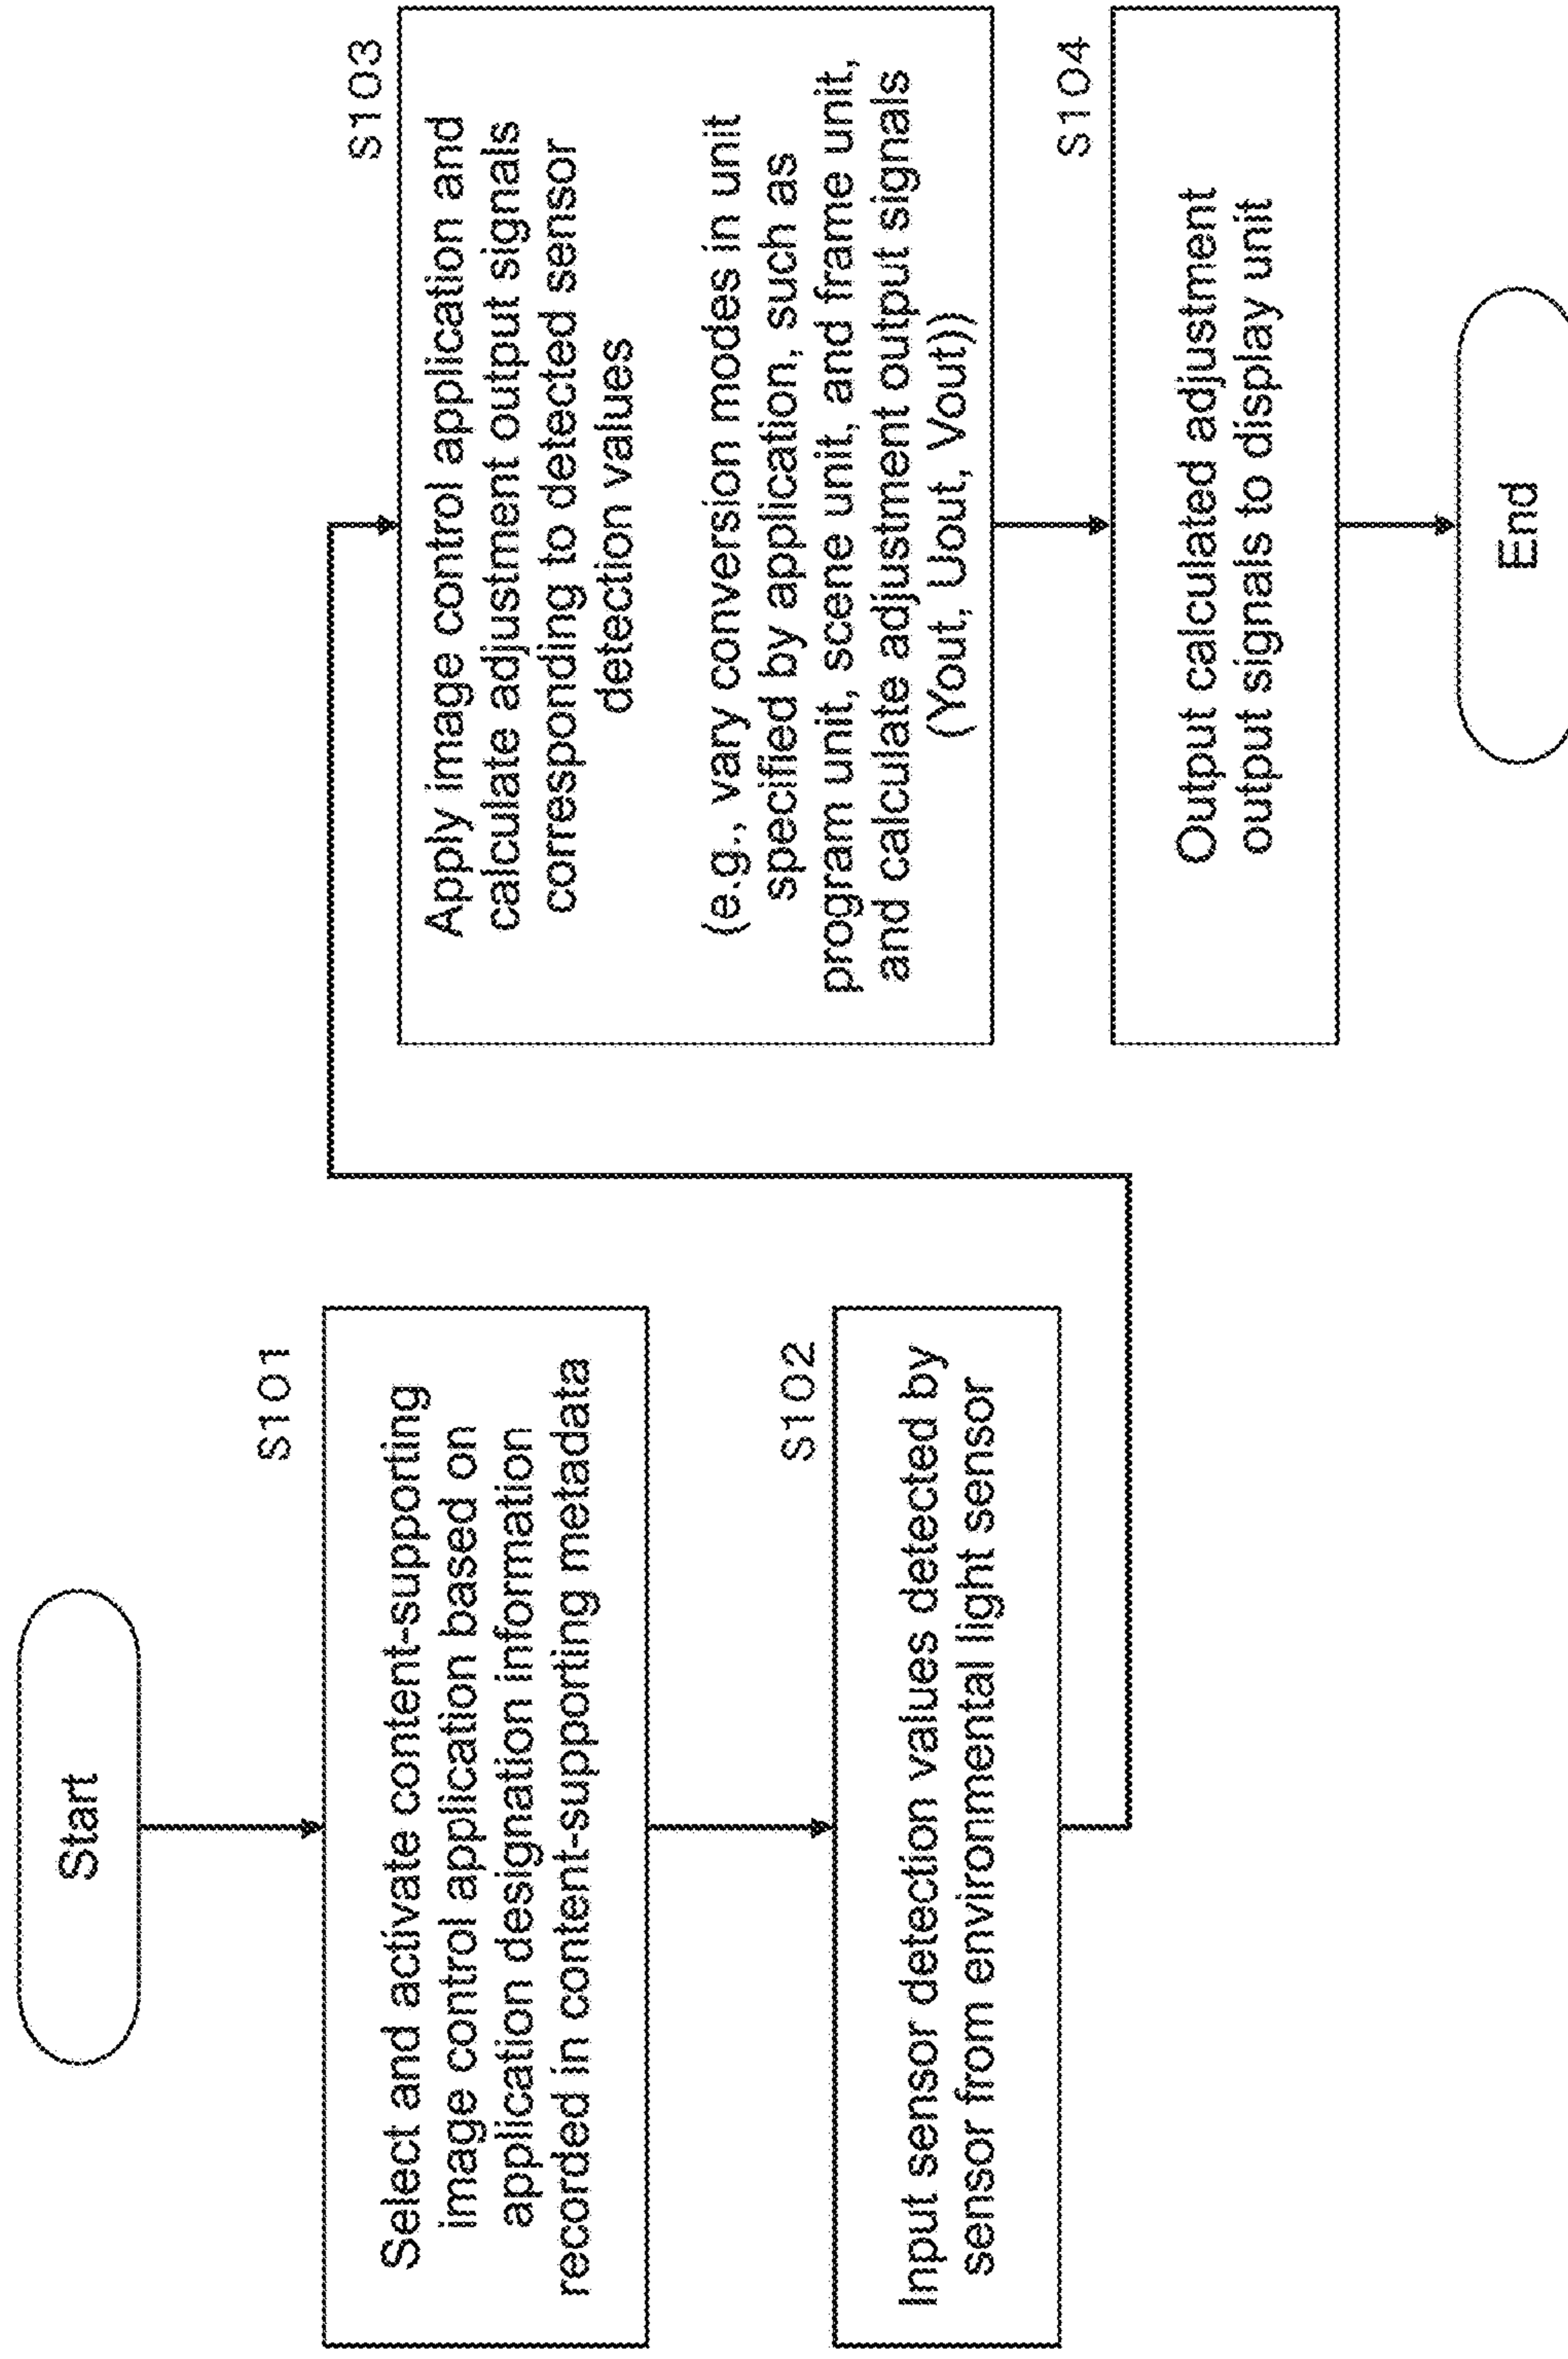 Start
S101
Select and activate content-supporting
image control application based on
application designation information
recorded in content-supporting metadata
S102
Input sensor detection values detected by
sensor from environmental light sensor
S103
Apply image control application and
calculate adjustment output signals
corresponding to detected sensor
detection values
(e.g., vary conversion modes in unit
specified by application, such as
program unit, scene unit, and frame unit,
and calculate adjustment output signals
(Yout, Uout, Vout))
S104
Output calculated adjustment
output signals to display unit
End